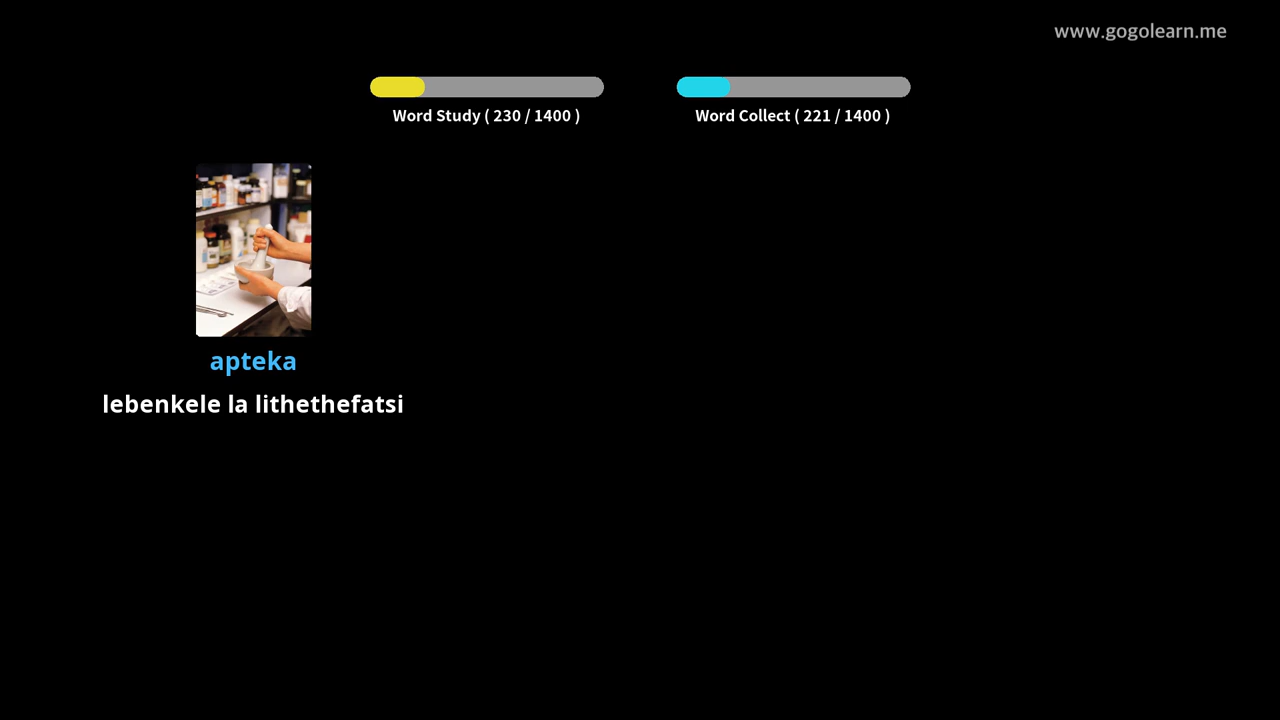 www.gogolearn.me
Word Study ( 230 / 1400 )
Word Collect ( 221 / 1400 )
apteka
lebenkele la lithethefatsi